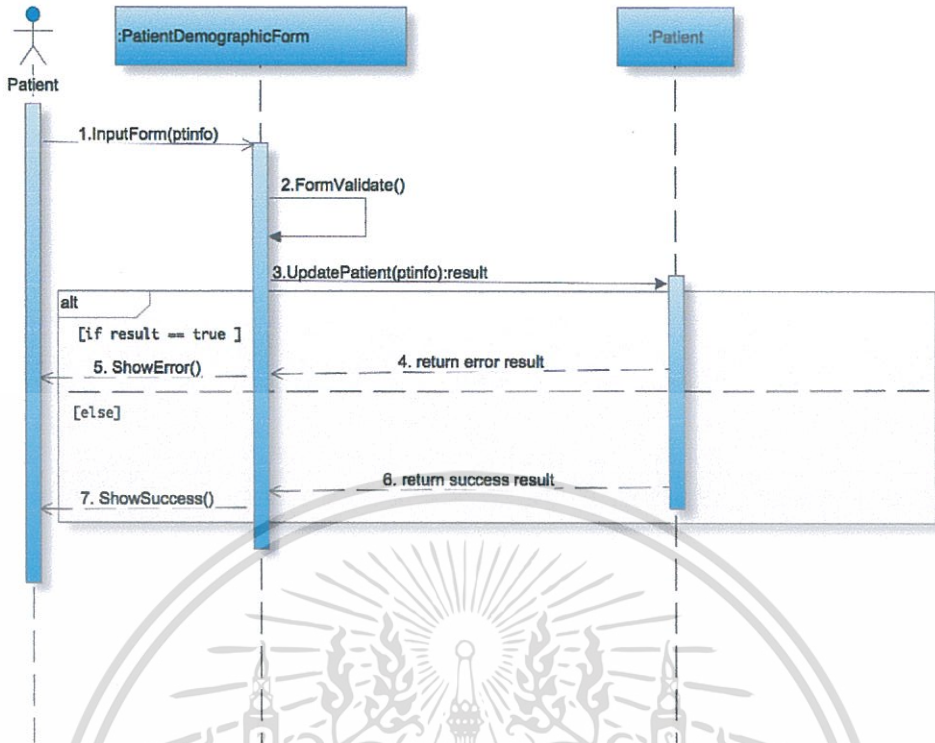 :PatientDemographicForm
:Patient
Patient
1.InputForm(ptinfo)
2.FormValidate()
3.UpdatePatient(ptinfo):result
alt
[if result == true ]
4. return error result
5. ShowError()
[else]
6. return success result
7. ShowSuccess()